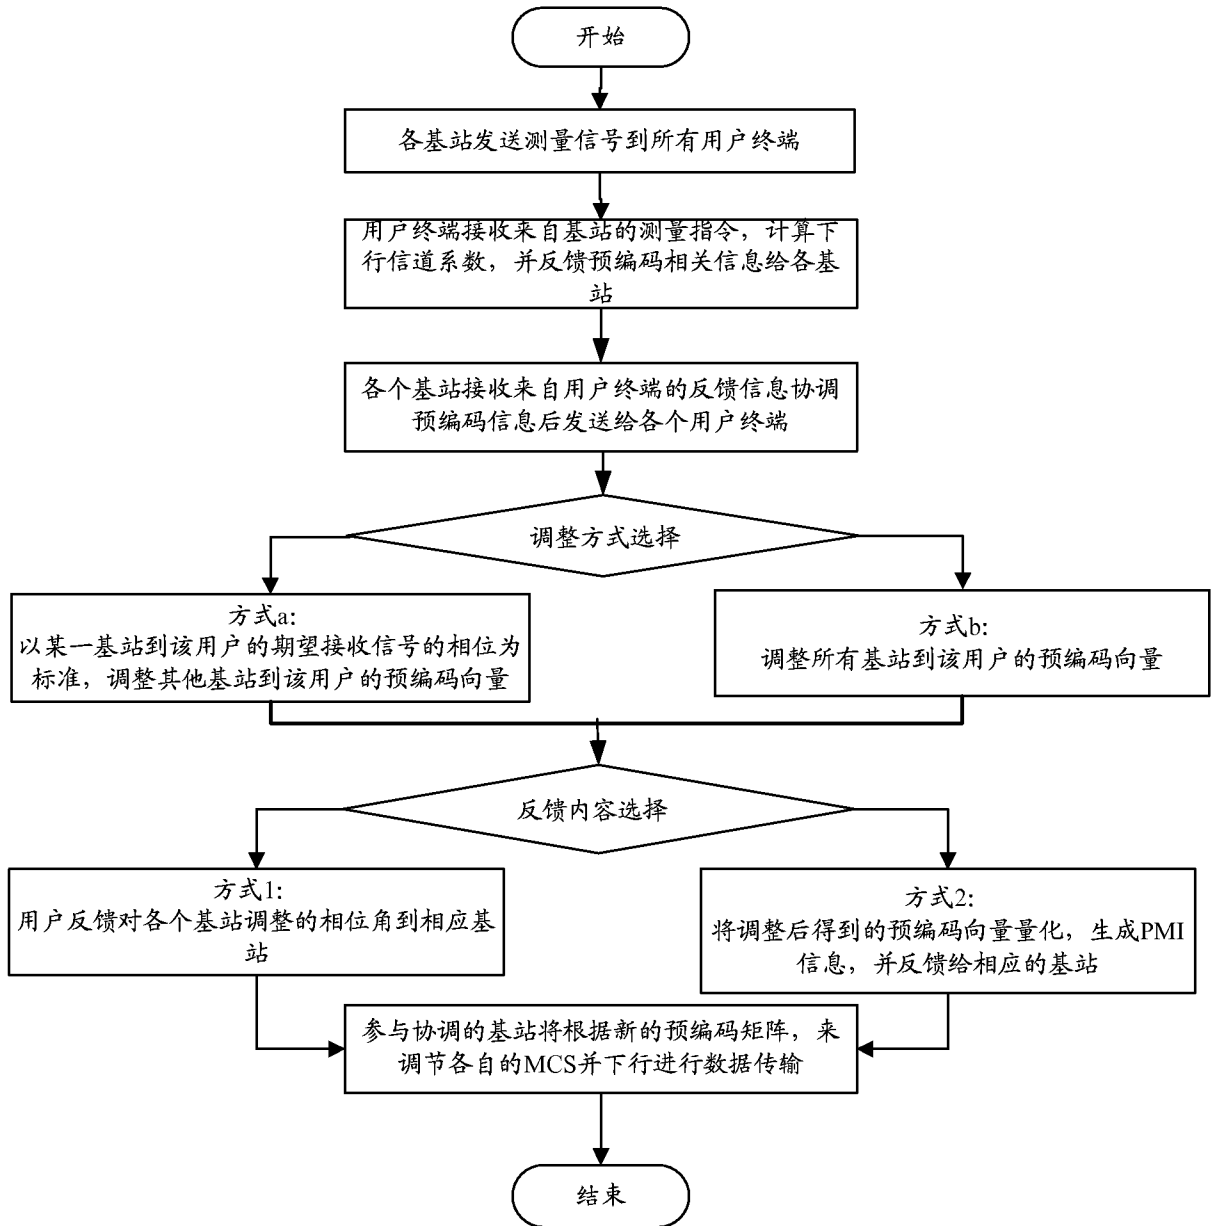 开始
各基站发送测量信号到所有用户终端
用户终端接收来自基站的测量指令，计算下
行信道系数，并反馈预编码相关信息给各基
站
各个基站接收来自用户终端的反馈信息协调
预编码信息后发送给各个用户终端
调整方式选择
方式a:
以某一基站到该用户的期望接收信号的相位为
标准，调整其他基站到该用户的预编码向量
方式b:
调整所有基站到该用户的预编码向量
反馈内容选择
方式1:
用户反馈对各个基站调整的相位角到相应基
站
方式2:
将调整后得到的预编码向量量化，生成PMI
信息，并反馈给相应的基站
参与协调的基站将根据新的预编码矩阵，来
调节各自的MCS并下行进行数据传输
结束